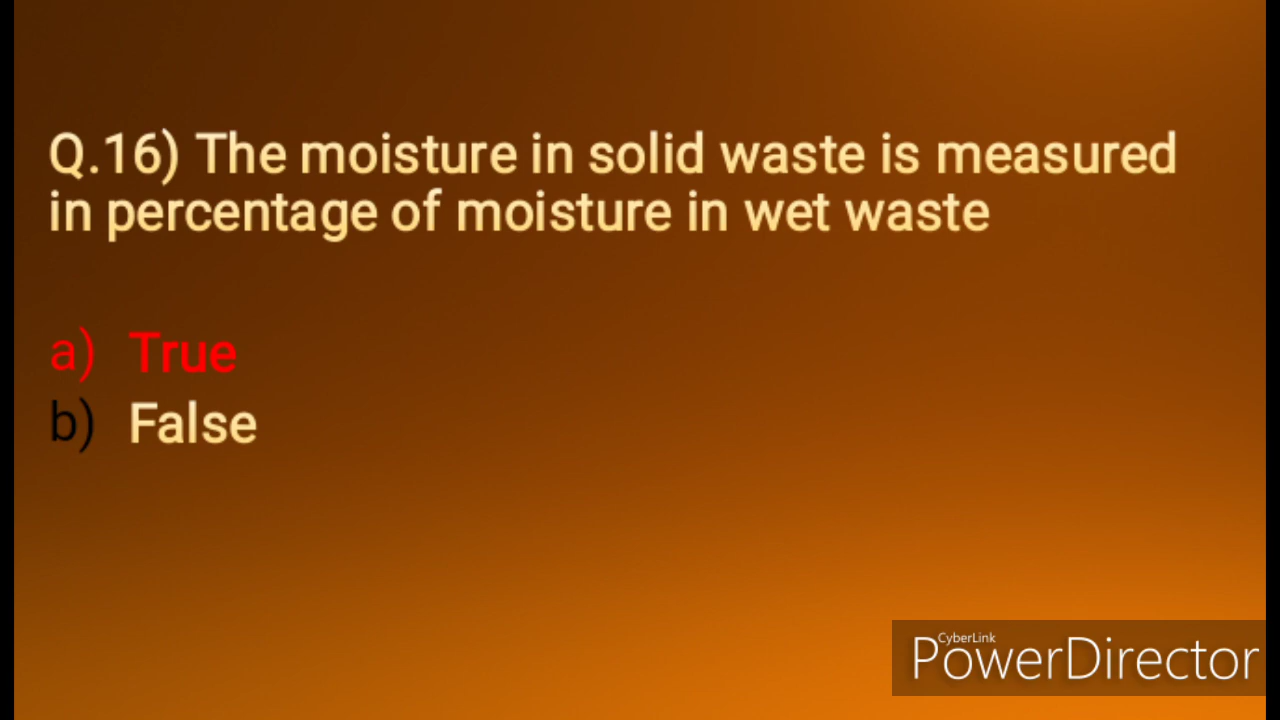 Q.16) The moisture in solid waste is measured
in percentage of moisture in wet waste
a) True
b) False
CyberLink
PowerDirector